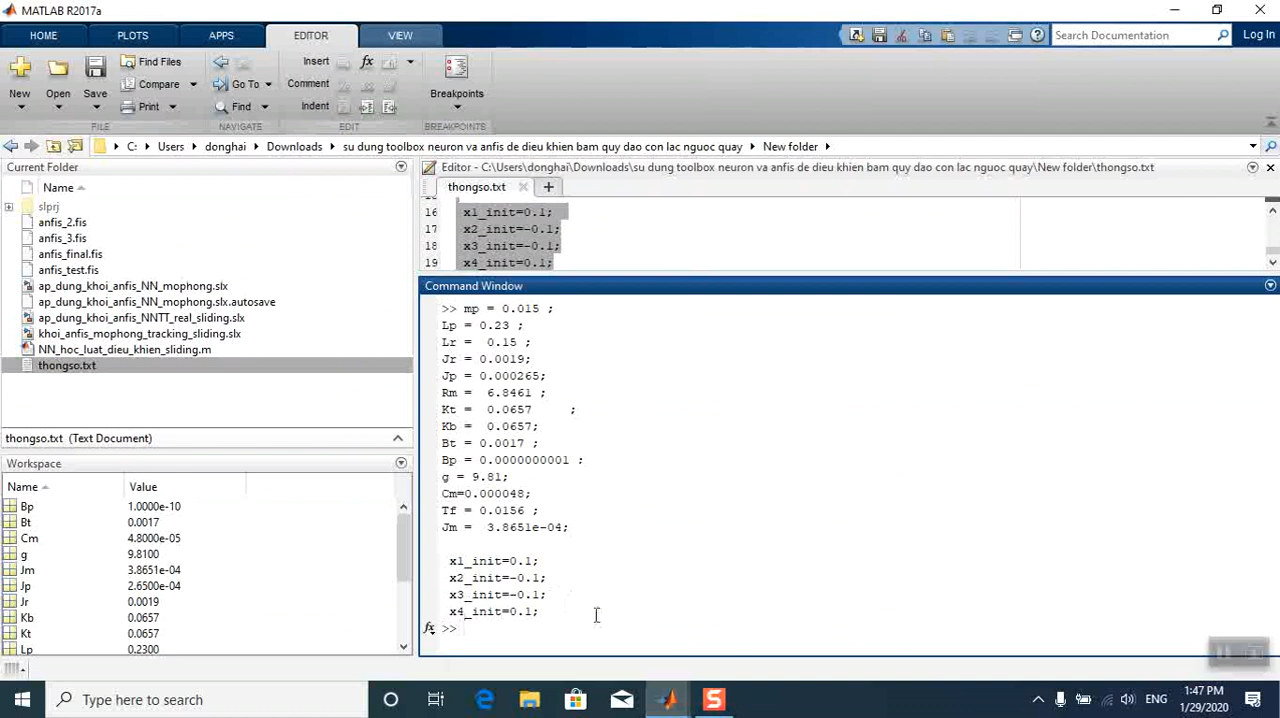 MATLAB R2017a
HOME
PLOTS
APPS
EDITOR
VIEW
Search Documentation
Log In
New
Open
Save
Find Files
Compare
Print
Go To
Find
Insert
fx
Comment
Indent
Breakpoints
FILE
NAVIGATE
EDIT
BREAKPOINTS
C:
Users
donghai
Downloads
su dung toolbox neuron va anfis de dieu khien bam quy dao con lac nguoc quay
New folder
Current Folder
Name
slprj
anfis_2.fis
anfis_3.fis
anfis_final.fis
anfis_test.fis
ap_dung_khoi_anfis_NN_mophong.slx
ap_dung_khoi_anfis_NN_mophong.slx.autosave
ap_dung_khoi_anfis_NNTT_real_sliding.slx
khoi_anfis_mophong_tracking_sliding.slx
NN_hoc_luat_dieu_khien_sliding.m
thongso.txt
thongso.txt (Text Document)
Workspace
Name Value
Bp 1.0000e-10
Bt 0.0017
Cm 4.8000e-05
g 9.8100
Jm 3.8651e-04
Jp 2.6500e-04
Jr 0.0019
Kb 0.0657
Kt 0.0657
Lp 0.2300
Editor - C:\Users\donghai\Downloads\su dung toolbox neuron va anfis de dieu khien bam quy dao con lac nguoc quay\New folder\thongso.txt
thongso.txt
16 x1_init=0.1;
17 x2_init=-0.1;
18 x3_init=-0.1;
19 x4_init=0.1;
Command Window
>> mp = 0.015 ;
Lp = 0.23 ;
Lr = 0.15 ;
Jr = 0.0019;
Jp = 0.000265;
Rm = 6.8461 ;
Kt = 0.0657 ;
Kb = 0.0657;
Bt = 0.0017 ;
Bp = 0.0000000001 ;
g = 9.81;
Cm=0.000048;
Tf = 0.0156 ;
Jm = 3.8651e-04;
x1_init=0.1;
x2_init=-0.1;
x3_init=-0.1;
x4_init=0.1;
fx >>
Type here to search
ENG
1:47 PM
1/29/2020